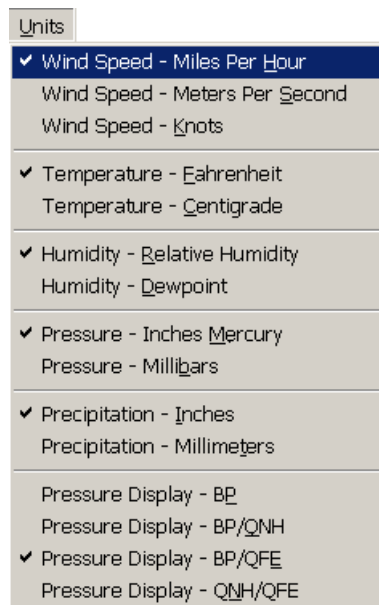 Units
Wind Speed - Miles Per Hour
Wind Speed - Meters Per Second
Wind Speed - Knots
Temperature - Fahrenheit
Temperature - Centigrade
Humidity - Relative Humidity
Humidity - Dewpoint
Pressure - Inches Mercury
Pressure - Millibars
Precipitation - Inches
Precipitation - Millimeters
Pressure Display - BP
Pressure Display - BP/QNH
Pressure Display - BP/QFE
Pressure Display - QNH/QFE